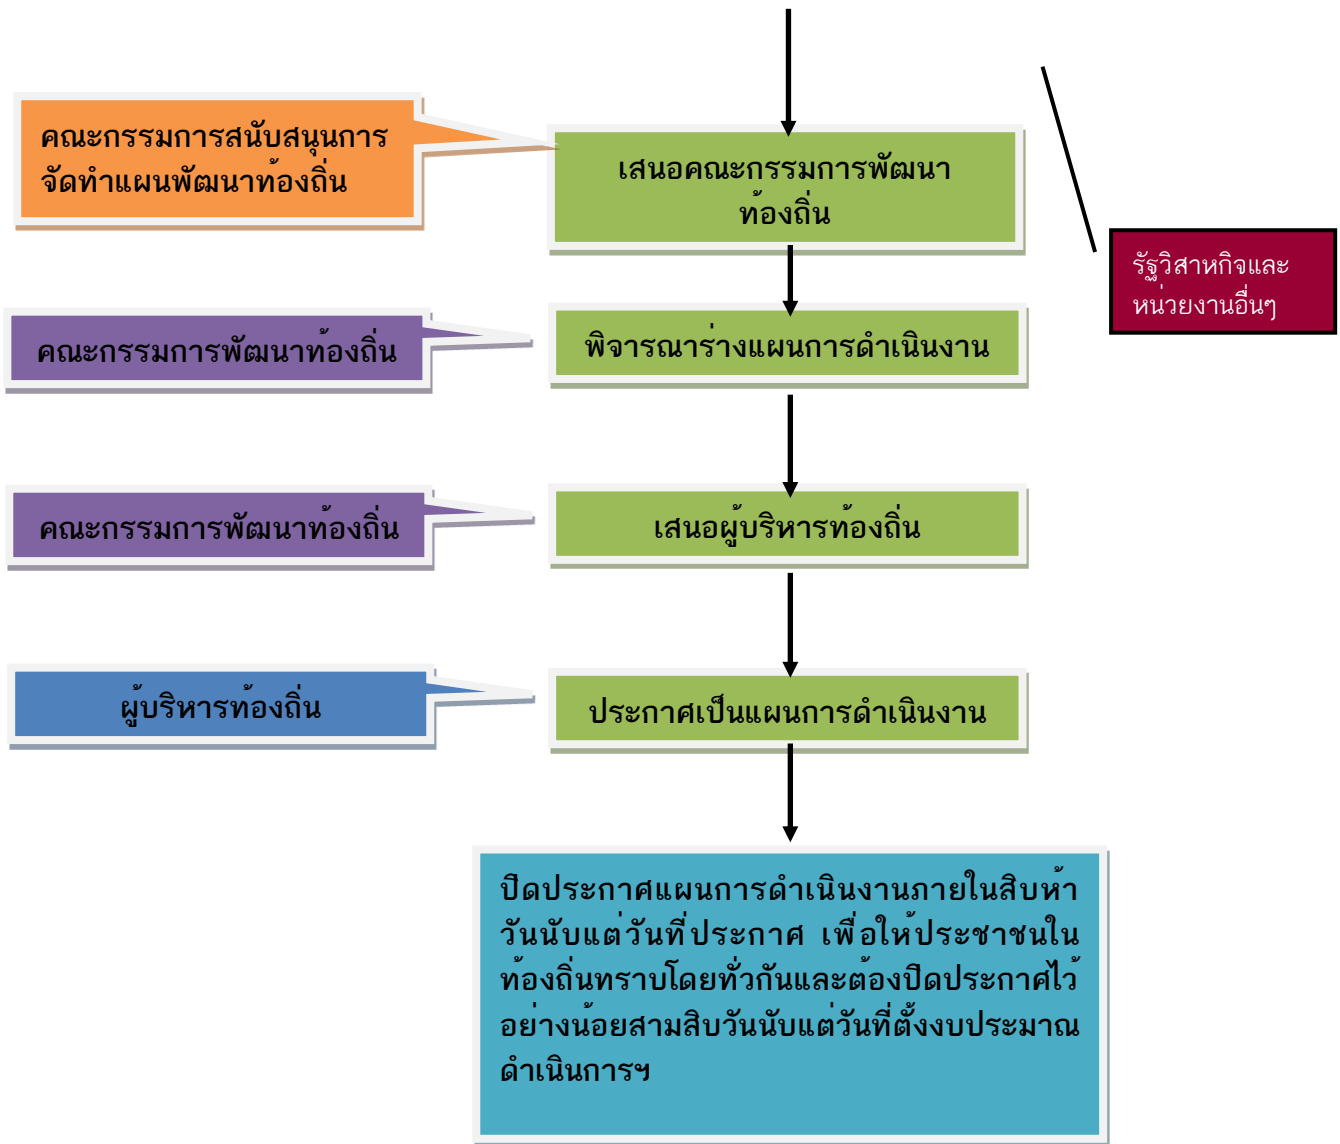 คณะกรรมการสนับสนุนการ
จัดทำแผนพัฒนาท้องถิ่น
เสนอคณะกรรมการพัฒนา
ท้องถิ่น
รัฐวิสาหกิจและ
หน่วยงานอื่นๆ
คณะกรรมการพัฒนาท้องถิ่น
พิจารณาร่างแผนการดำเนินงาน
คณะกรรมการพัฒนาท้องถิ่น
เสนอผู้บริหารท้องถิ่น
ผู้บริหารท้องถิ่น
ประกาศเป็นแผนการดำเนินงาน
ปิดประกาศแผนการดำเนินงานภายในสิบห้า
วันนับแต่วันที่ประกาศ เพื่อให้ประชาชนใน
ท้องถิ่นทราบโดยทั่วกันและต้องปิดประกาศไว้
อย่างน้อยสามสิบวันนับแต่วันที่ตั้งงบประมาณ
ดำเนินการฯ